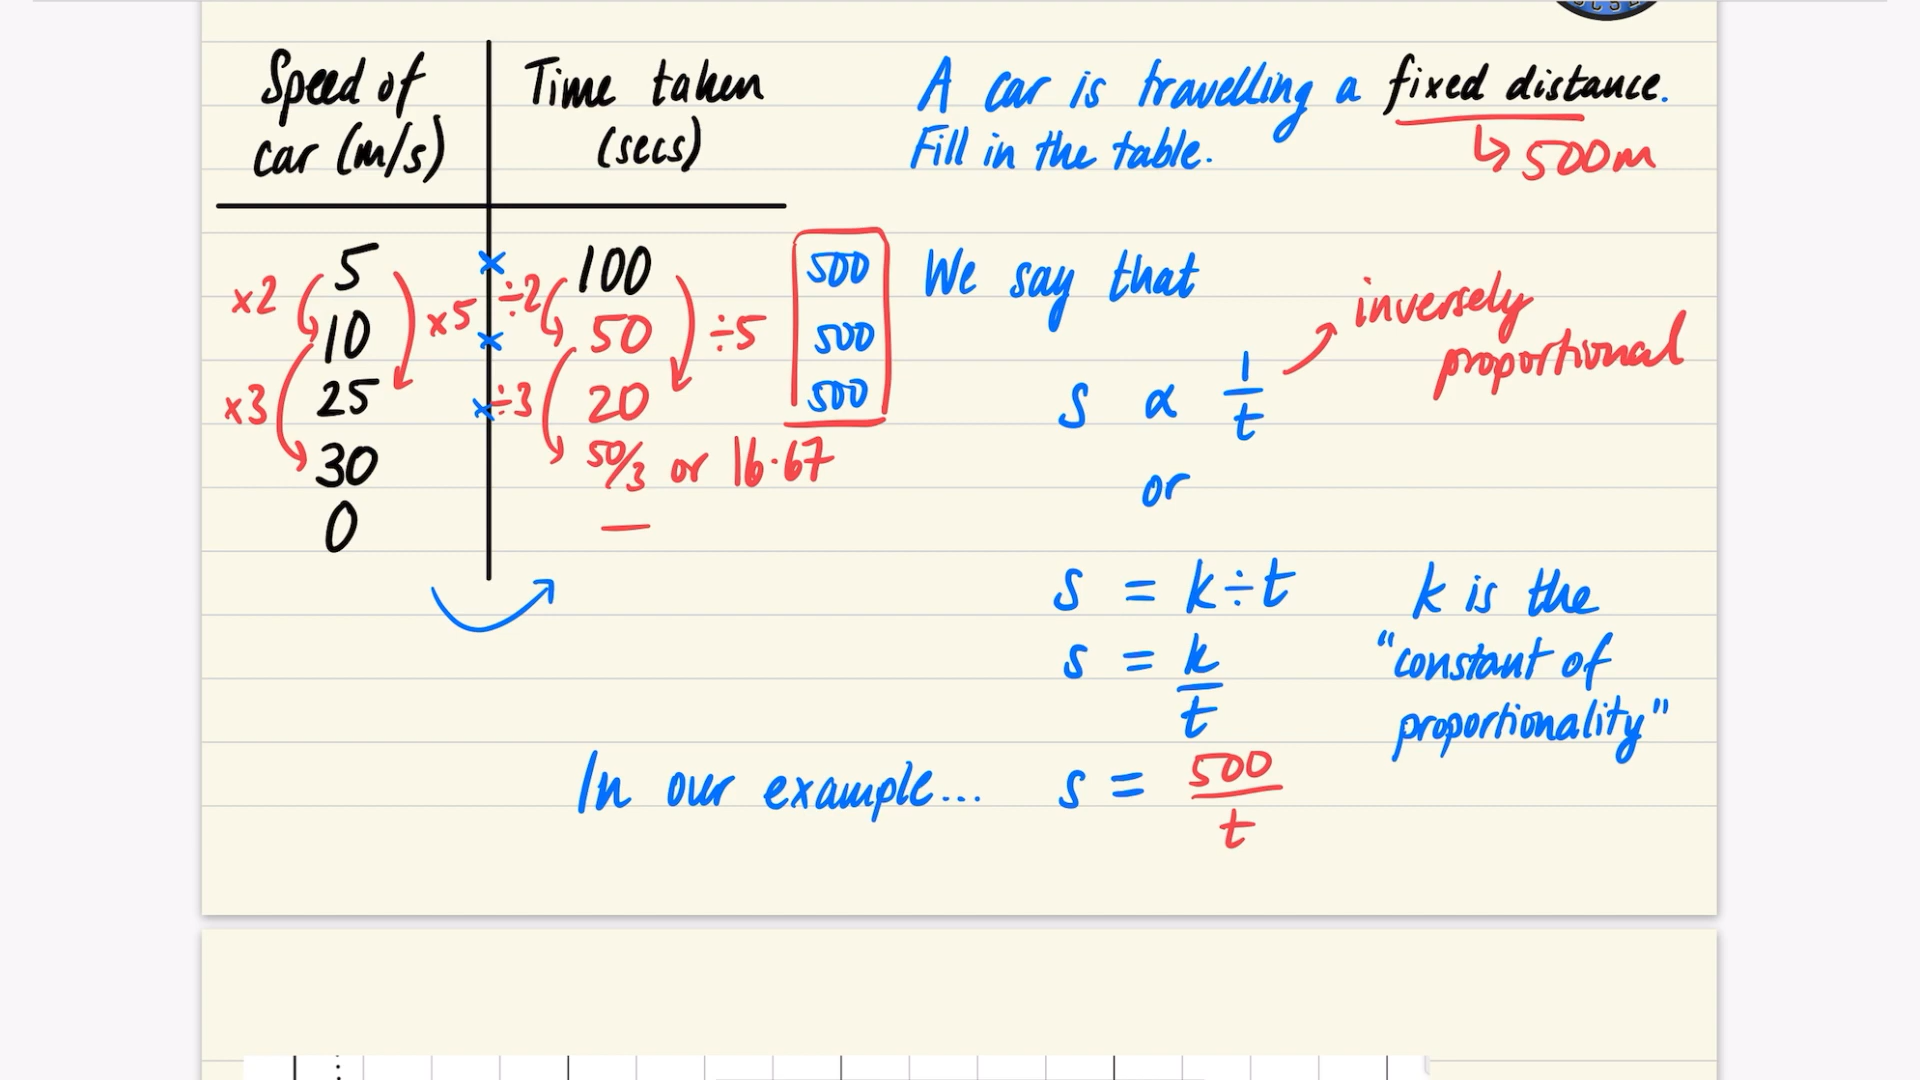 Speed of
car (m/s)
Time taken
(secs)
A car is travelling a fixed distance.
Fill in the table.
↳ 500m
5 × 100 500
×2 ×5 ÷2 ÷5
10 × 50 500
×3 ÷3
25 × 20 500
30 50/3 or 16·67
0 —
We say that
s ∝ 1/t
inversely
proportional
or
s = k ÷ t
s = k/t
k is the
"constant of
proportionality"
In our example... s = 500/t